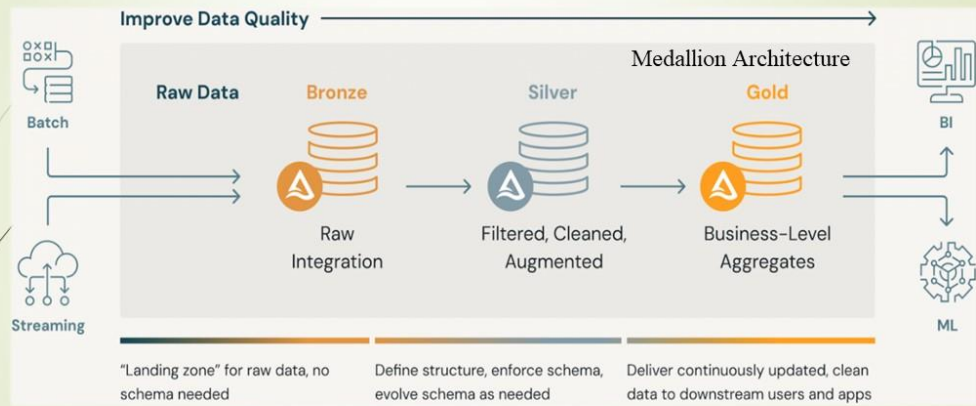 Improve Data Quality
Medallion Architecture
Batch
Raw Data
Bronze
Silver
Gold
BI
Raw
Integration
Filtered, Cleaned,
Augmented
Business-Level
Aggregates
Streaming
ML
"Landing zone" for raw data, no
schema needed
Define structure, enforce schema,
evolve schema as needed
Deliver continuously updated, clean
data to downstream users and apps